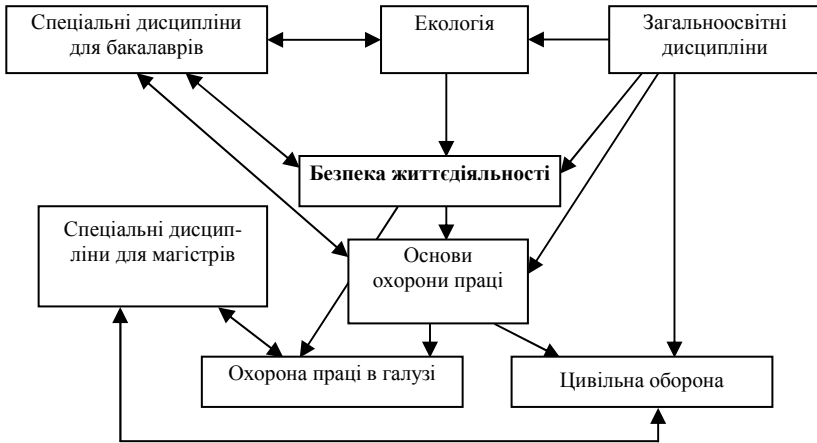 Спеціальні дисципліни
для бакалаврів
Екологія
Загальноосвітні
дисципліни
Безпека життєдіяльності
Спеціальні дисцип-
ліни для магістрів
Основи
охорони праці
Охорона праці в галузі
Цивільна оборона